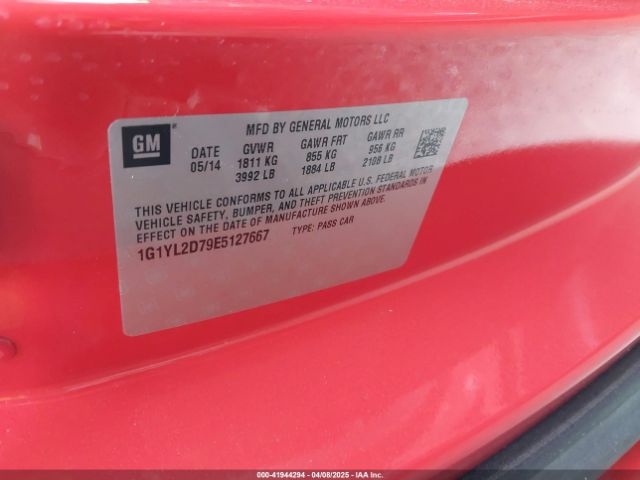 GM
MFD BY GENERAL MOTORS LLC
DATE GVWR GAWR FRT GAWR RR
05/14 1811 KG 855 KG 956 KG
3992 LB 1884 LB 2108 LB
THIS VEHICLE CONFORMS TO ALL APPLICABLE U.S. FEDERAL MOTOR
VEHICLE SAFETY, BUMPER, AND THEFT PREVENTION STANDARDS IN
EFFECT ON THE DATE OF MANUFACTURE SHOWN ABOVE.
1G1YL2D79E5127667 TYPE: PASS CAR
000-41944294 - 04/08/2025 - IAA Inc.